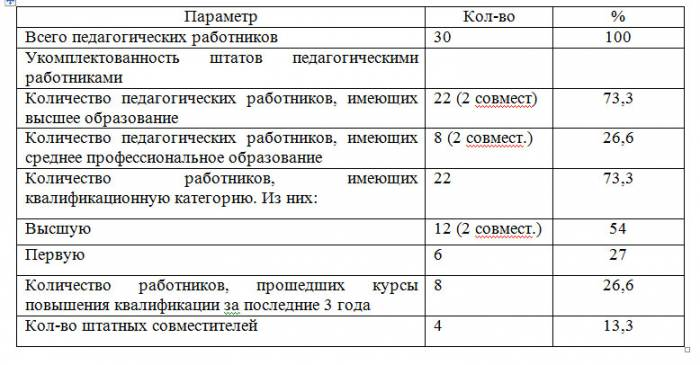 Параметр Кол-во %
Всего педагогических работников 30 100
Укомплектованность штатов педагогическими
работниками
Количество педагогических работников, имеющих 22 (2 совмест) 73,3
высшее образование
Количество педагогических работников, имеющих 8 (2 совмест.) 26,6
среднее профессиональное образование
Количество работников, имеющих 22 73,3
квалификационную категорию. Из них:
Высшую 12 (2 совмест.) 54
Первую 6 27
Количество работников, прошедших курсы 8 26,6
повышения квалификации за последние 3 года
Кол-во штатных совместителей 4 13,3